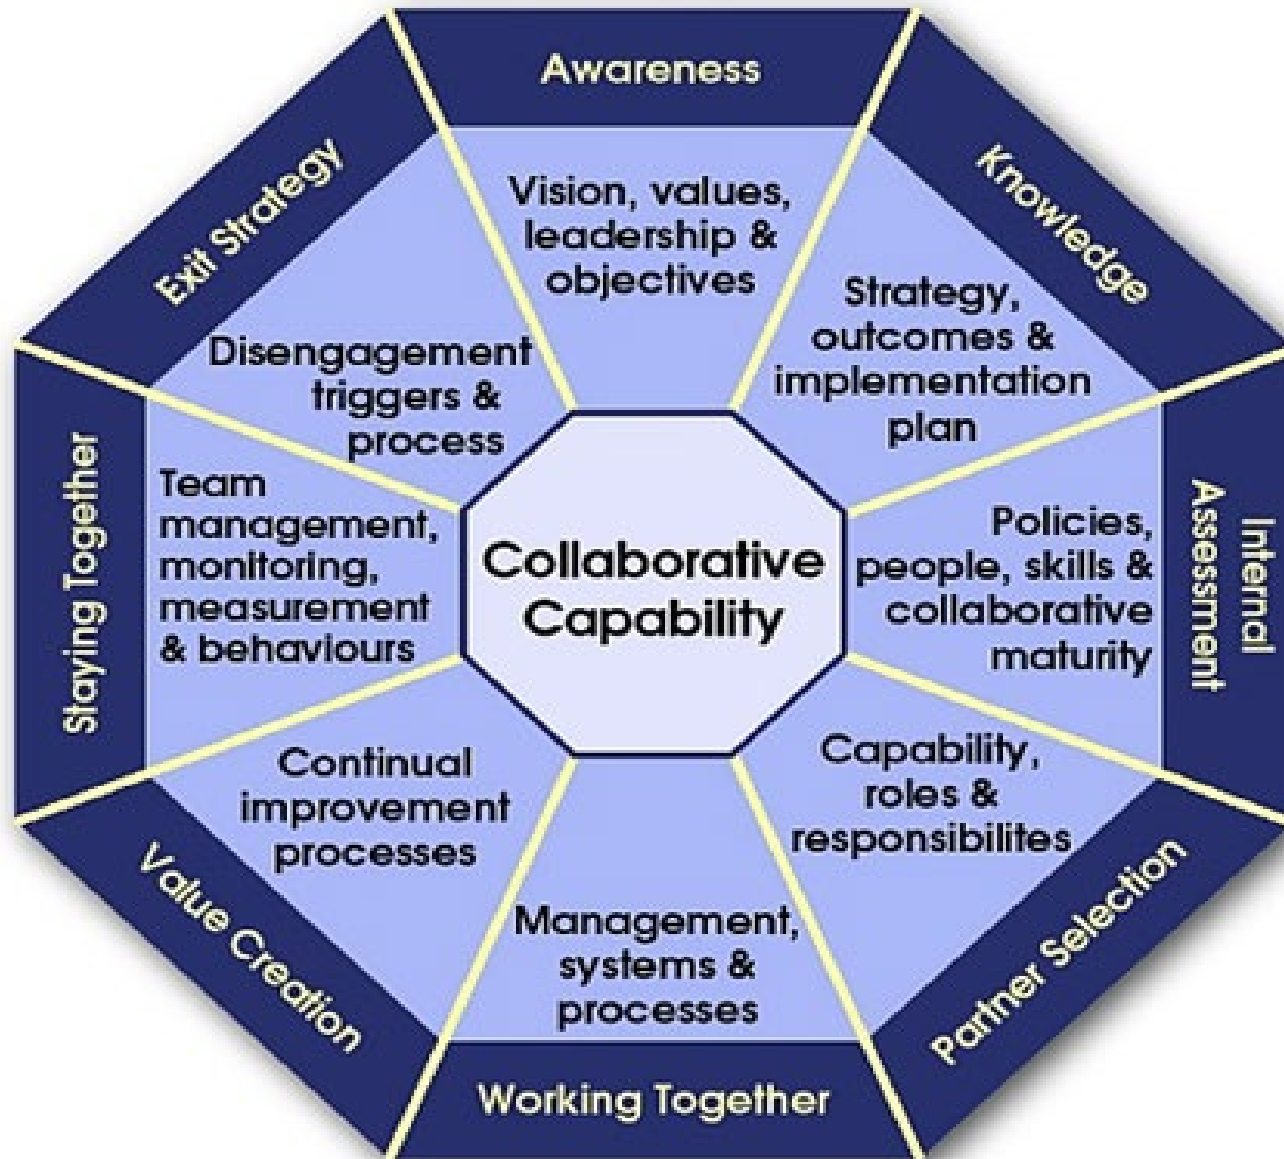 Awareness
Vision, values,
leadership &
objectives
Knowledge
Strategy,
outcomes &
implementation
plan
Internal
Assessment
Policies,
people, skills &
collaborative
maturity
Partner Selection
Capability,
roles &
responsibilites
Working Together
Management,
systems &
processes
Value Creation
Continual
improvement
processes
Staying Together
Team
management,
monitoring,
measurement
& behaviours
Exit Strategy
Disengagement
triggers &
process
Collaborative
Capability